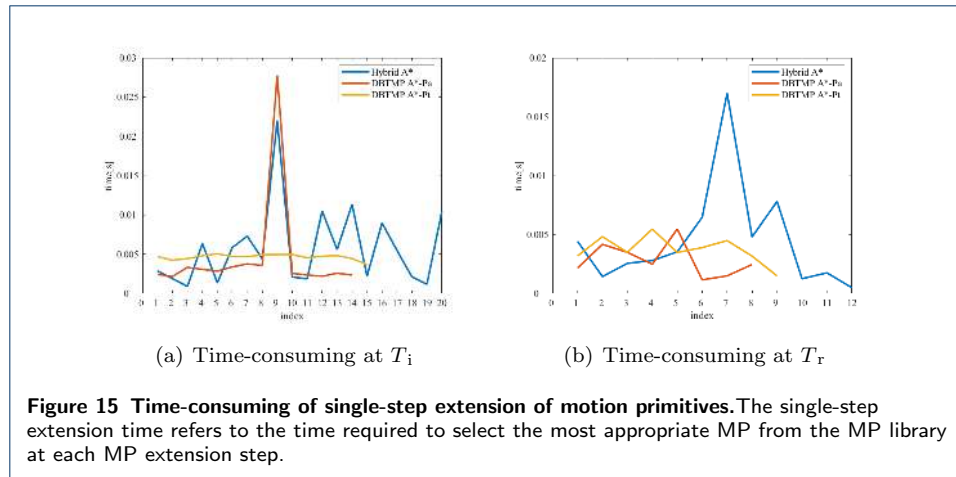 0.03
0.025
0.02
0.015
0.01
0.005
0
time[s]
0 1 2 3 4 5 6 7 8 9 10 11 12 13 14 15 16 17 18 19 20
index
Hybrid A*
DBTMP A*-Pa
DBTMP A*-Pt
(a) Time-consuming at Ti
0.02
0.015
0.01
0.005
0
time[s]
0 1 2 3 4 5 6 7 8 9 10 11 12
index
Hybrid A*
DBTMP A*-Pa
DBTMP A*-Pt
(b) Time-consuming at Tr
Figure 15 Time-consuming of single-step extension of motion primitives.The single-step
extension time refers to the time required to select the most appropriate MP from the MP library
at each MP extension step.